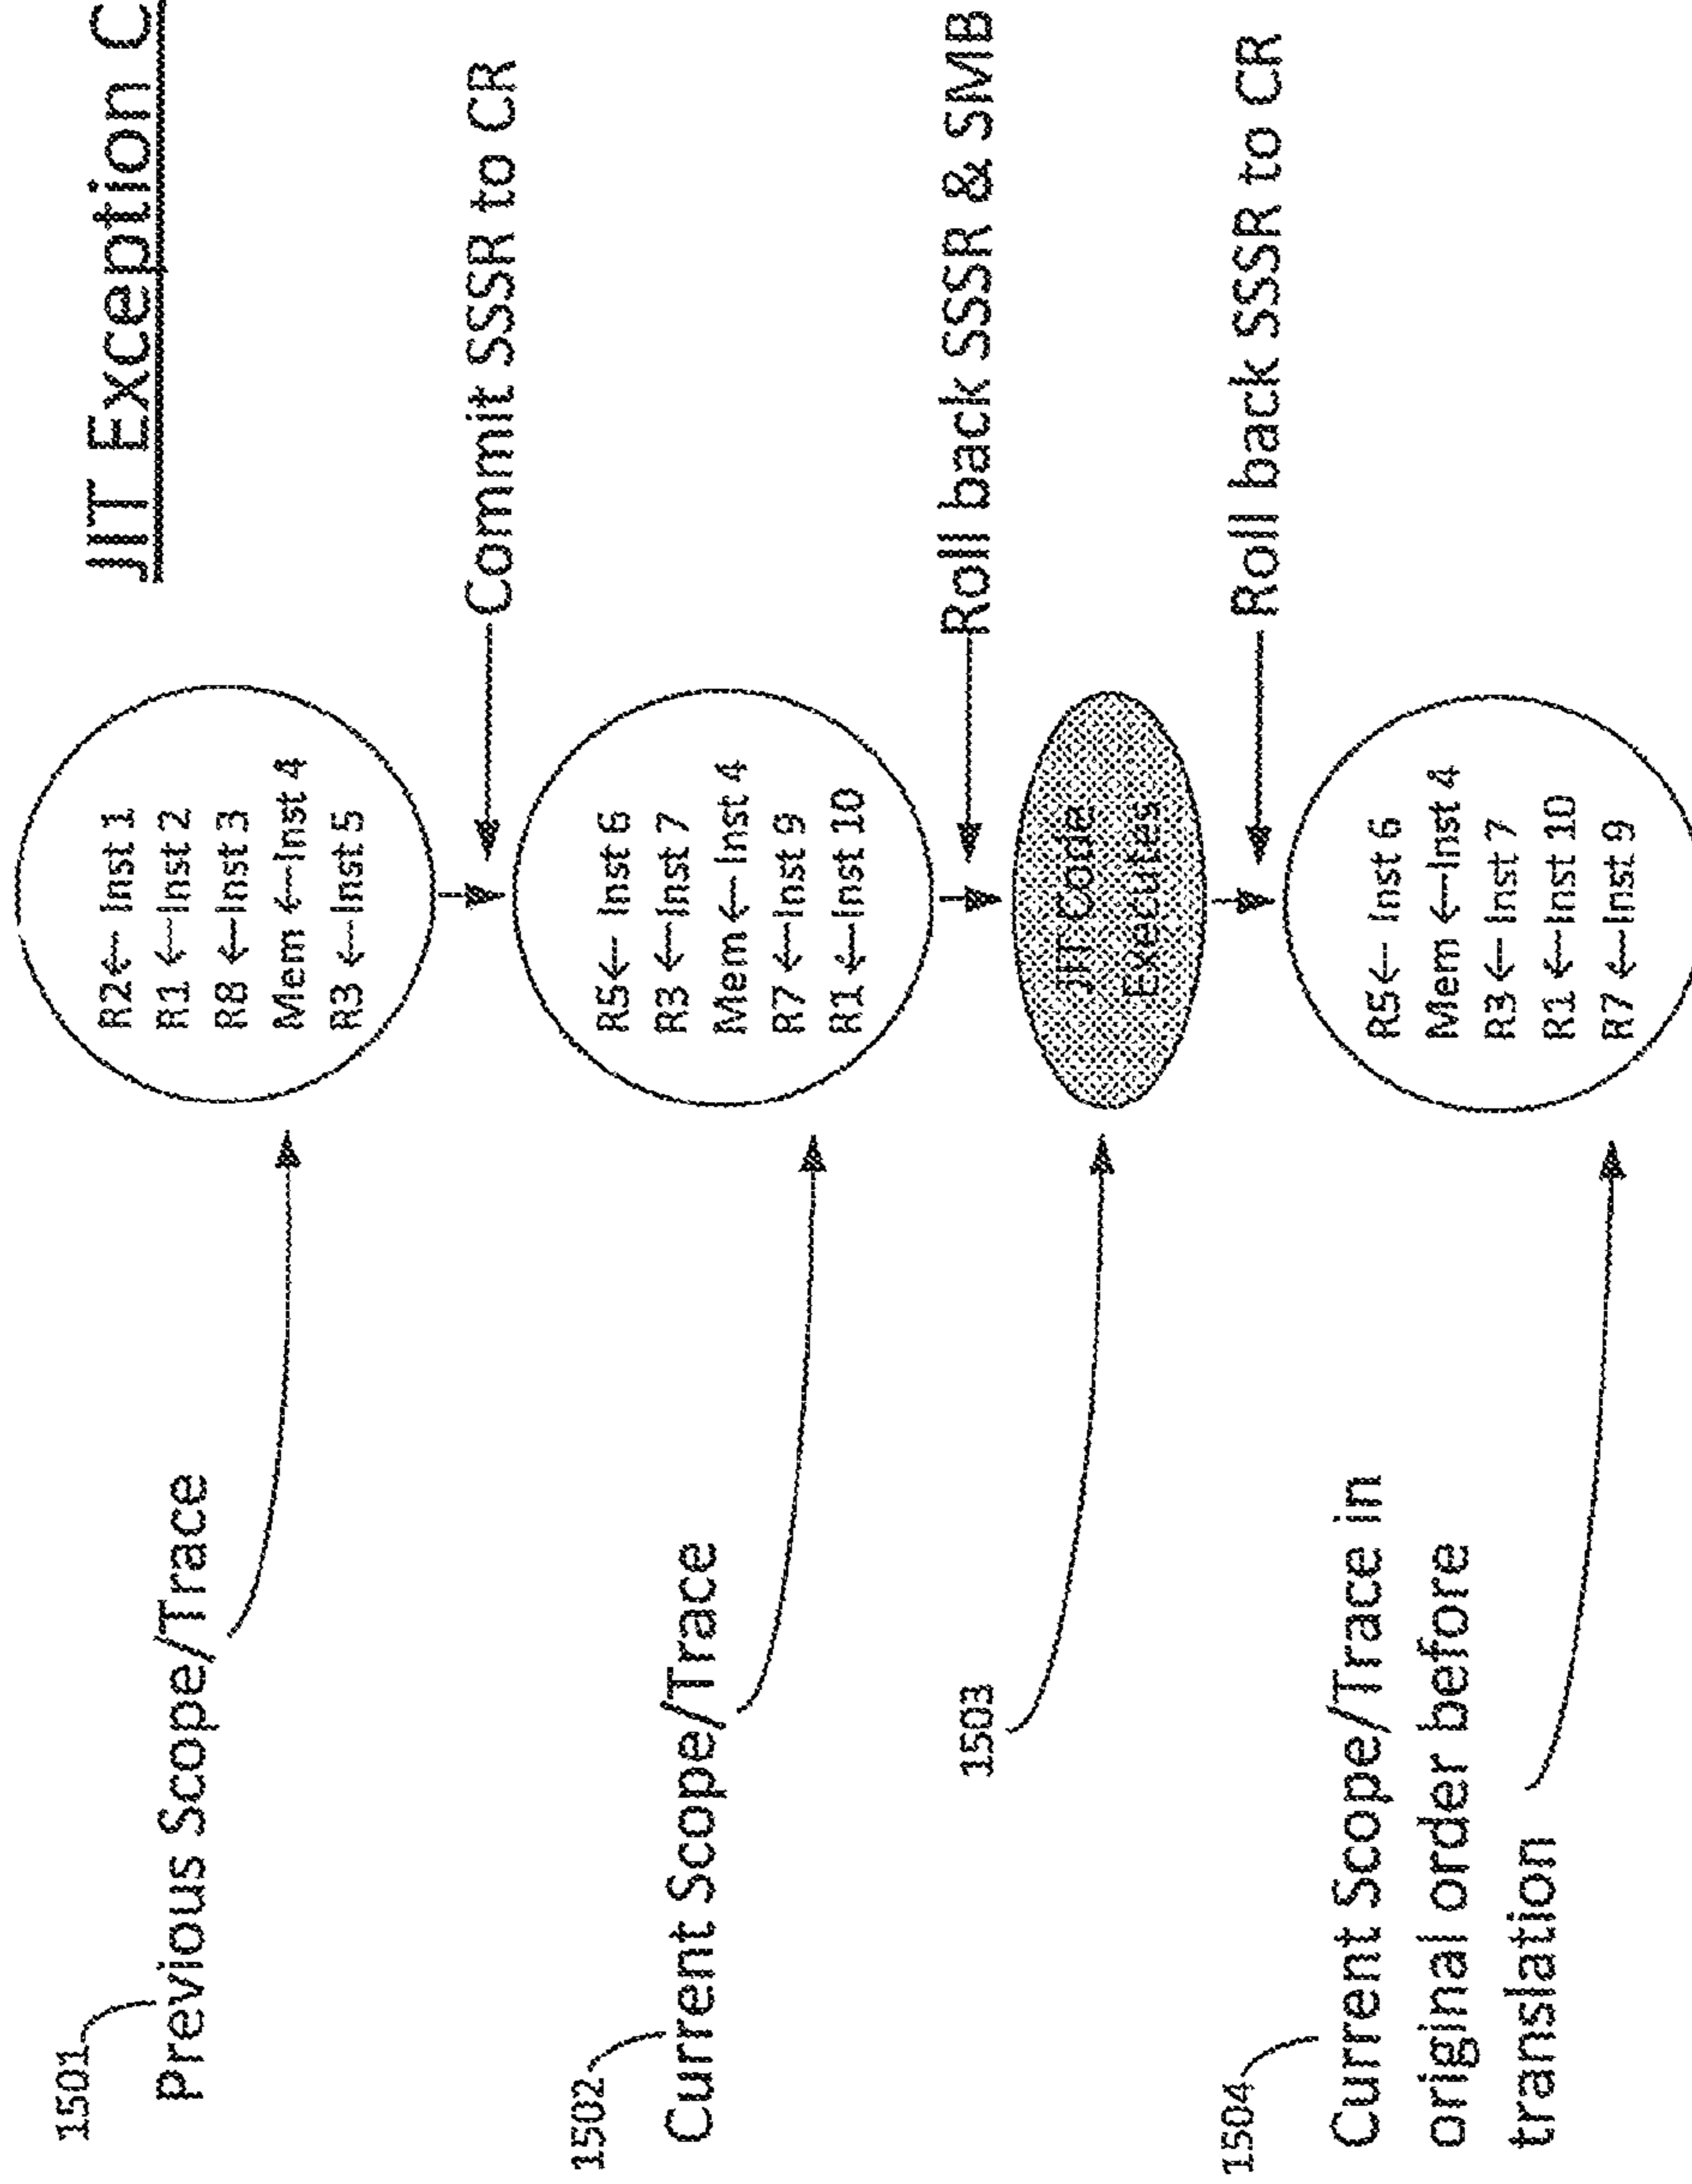 JIT Exception C
1501
Previous Scope/Trace
R2← Inst 1
R1 ←Inst 2
R8 ←Inst 3
Mem ←Inst 4
R3 ←Inst 5
Commit SSSR to CR
1502
Current Scope/Trace
R5← Inst 6
R3 ←Inst 7
Mem← Inst 4
R7 ←Inst 9
R1 ←Inst 10
Roll back SSSR & SMB
1503
JIT Code
Executes
Roll back SSSR to CR
1504
Current Scope/Trace in
original order before
translation
R5← Inst 6
Mem ←Inst 4
R3 ← Inst 7
R1 ←Inst 10
R7 ←Inst 9